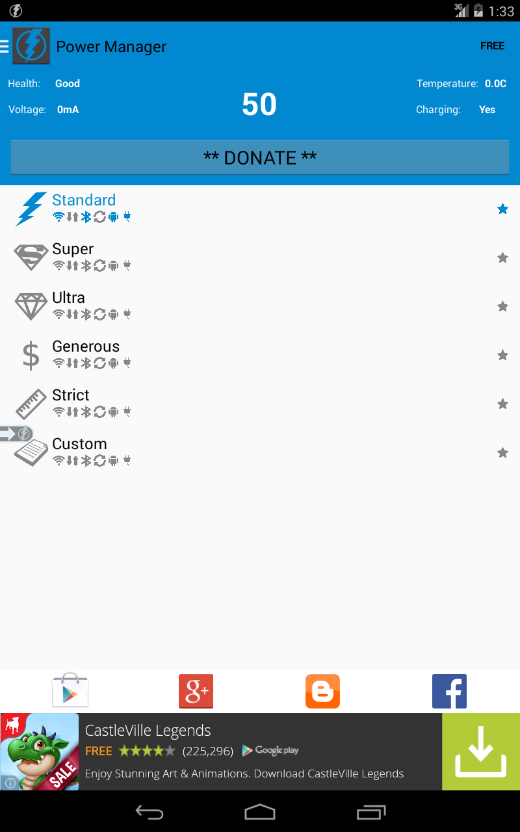 3G 1:33
Power Manager FREE
Health: Good Temperature: 0.0C
50
Voltage: 0mA Charging: Yes
** DONATE **
Standard
Super
Ultra
Generous
Strict
Custom
g+
CastleVille Legends
FREE (225,296) Google play
Enjoy Stunning Art & Animations. Download CastleVille Legends
SALE